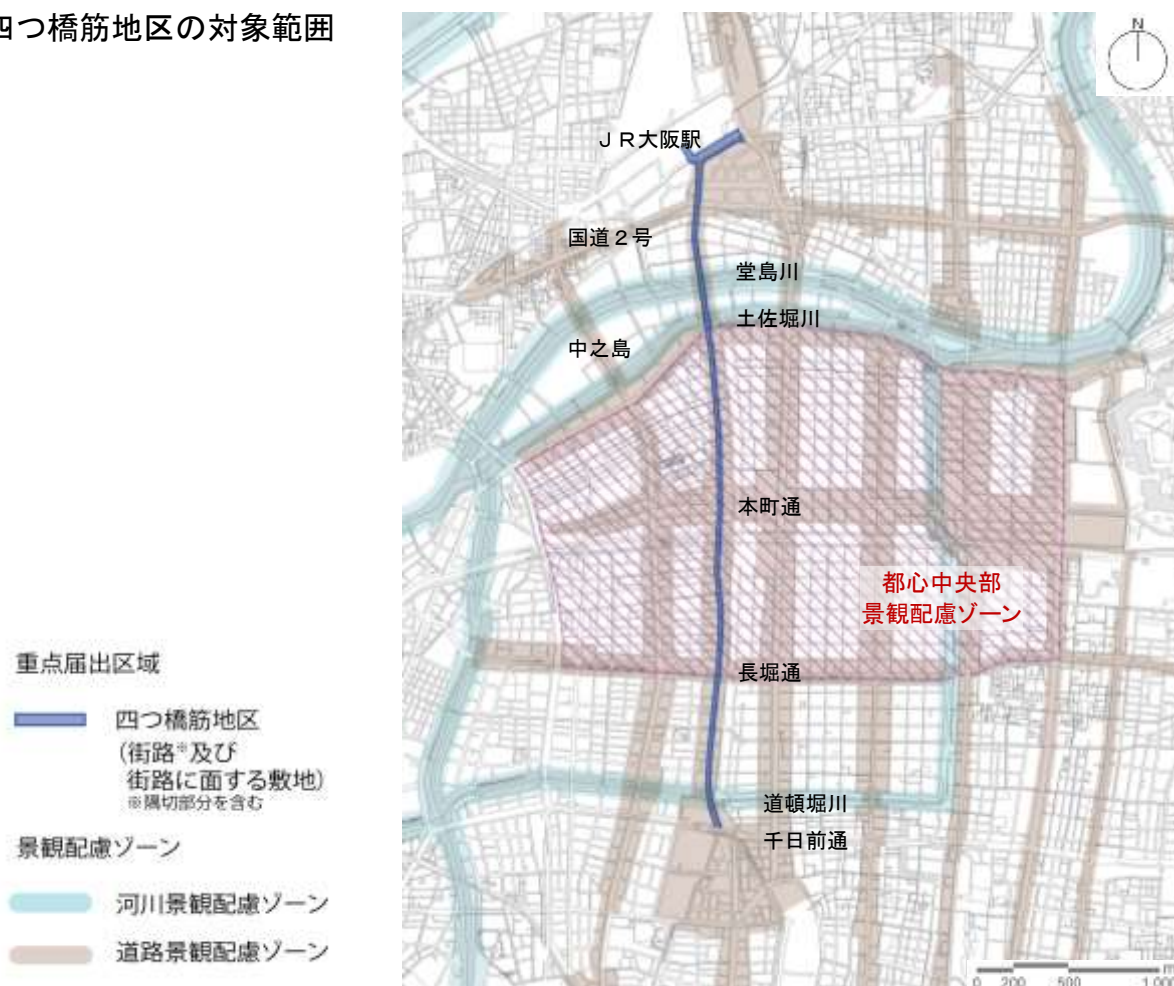 四つ橋筋地区の対象範囲
N
ＪＲ大阪駅
国道２号
堂島川
土佐堀川
中之島
本町通
都心中央部
景観配慮ゾーン
長堀通
道頓堀川
千日前通
重点届出区域
四つ橋筋地区
(街路※及び
街路に面する敷地)
※隅切部分を含む
景観配慮ゾーン
河川景観配慮ゾーン
道路景観配慮ゾーン
0 200 500 1,000 m